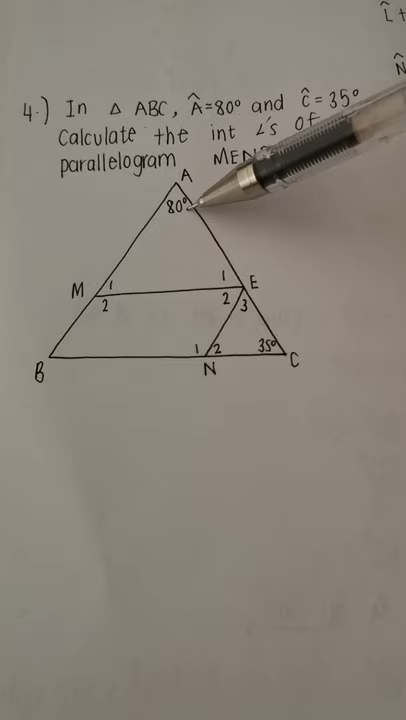 L̂ +
N̂
4.) In △ ABC, Â=80° and Ĉ=35°
Calculate the int ∠'s of
parallelogram
A
80°
M 1 1 E
2 2 3
1 2 35°
B N C